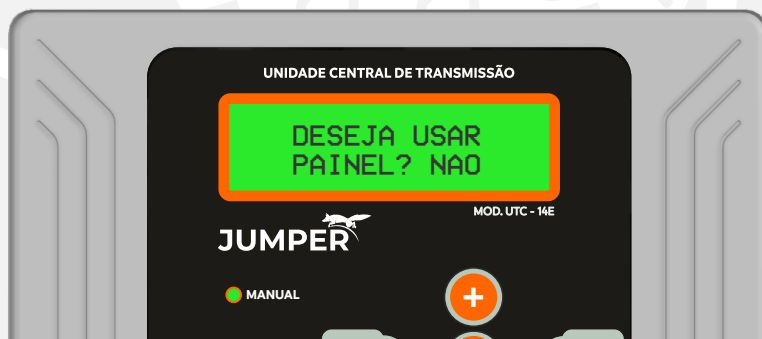 UNIDADE CENTRAL DE TRANSMISSÃO
DESEJA USAR
PAINEL? NAO
MOD. UTC - 14E
JUMPER
MANUAL
+